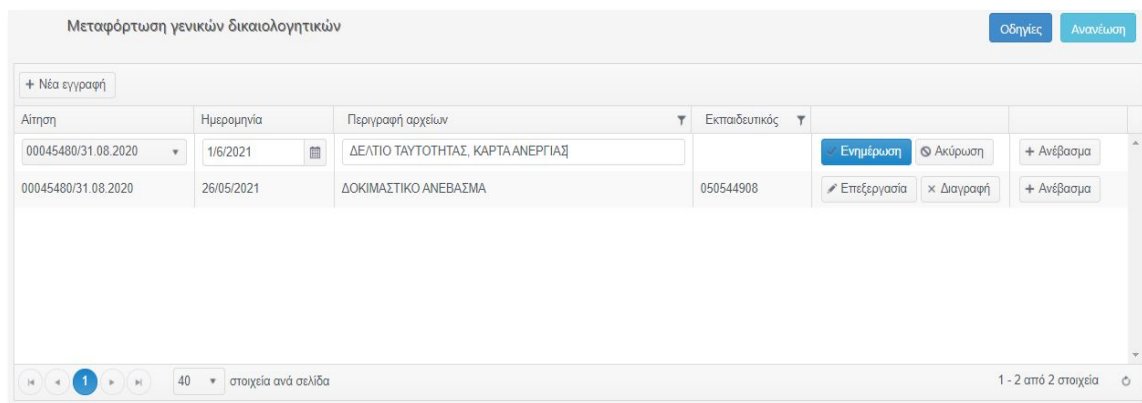 Μεταφόρτωση γενικών δικαιολογητικών Οδηγίες Ανανέωση
+ Νέα εγγραφή
Αίτηση Ημερομηνία Περιγραφή αρχείων Εκπαιδευτικός
00045480/31.08.2020 1/6/2021 ΔΕΛΤΙΟ ΤΑΥΤΟΤΗΤΑΣ, ΚΑΡΤΑ ΑΝΕΡΓΙΑΣ Ενημέρωση Ακύρωση + Ανέβασμα
00045480/31.08.2020 26/05/2021 ΔΟΚΙΜΑΣΤΙΚΟ ΑΝΕΒΑΣΜΑ 050544908 Επεξεργασία × Διαγραφή + Ανέβασμα
1 40 στοιχεία ανά σελίδα 1 - 2 από 2 στοιχεία